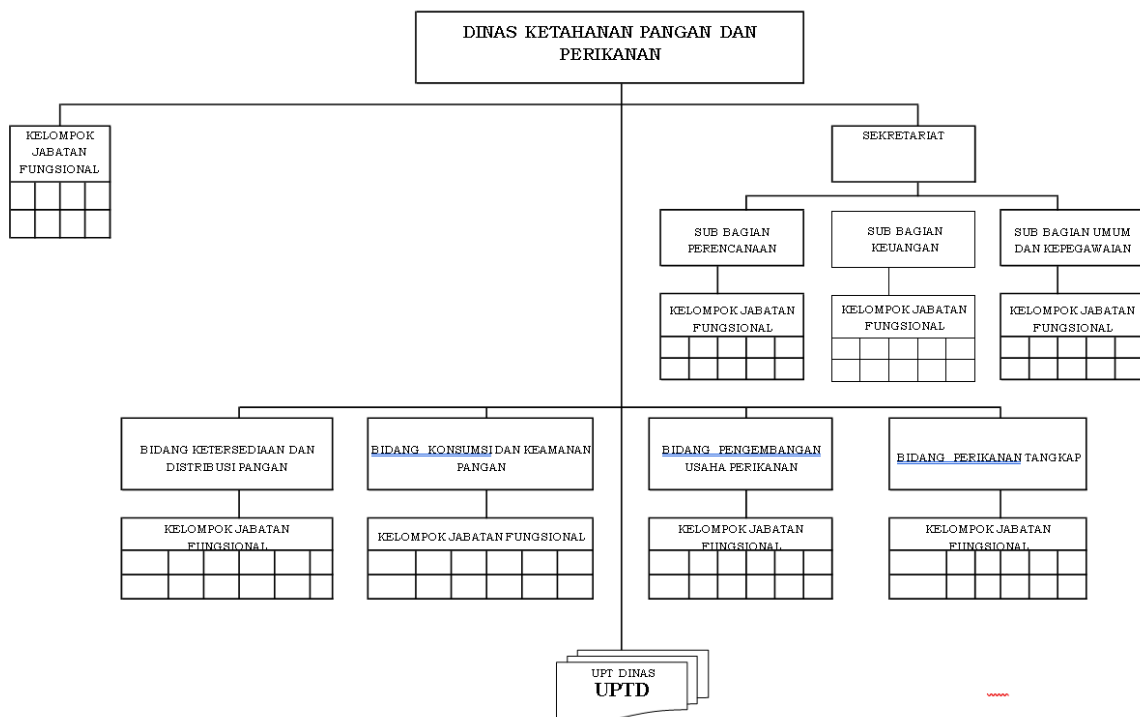 DINAS KETAHANAN PANGAN DAN
PERIKANAN
KELOMPOK
JABATAN
FUNGSIONAL
SEKRETARIAT
SUB BAGIAN
PERENCANAAN
SUB BAGIAN
KEUANGAN
SUB BAGIAN UMUM
DAN KEPEGAWAIAN
KELOMPOK JABATAN
FUNGSIONAL
KELOMPOK JABATAN
FUNGSIONAL
KELOMPOK JABATAN
FUNGSIONAL
BIDANG KETERSEDIAAN DAN
DISTRIBUSI PANGAN
BIDANG KONSUMSI DAN KEAMANAN
PANGAN
BIDANG PENGEMBANGAN
USAHA PERIKANAN
BIDANG PERIKANAN TANGKAP
KELOMPOK JABATAN
FUNGSIONAL
KELOMPOK JABATAN FUNGSIONAL
KELOMPOK JABATAN
FUNGSIONAL
KELOMPOK JABATAN
FUNGSIONAL
UPT DINAS
UPTD